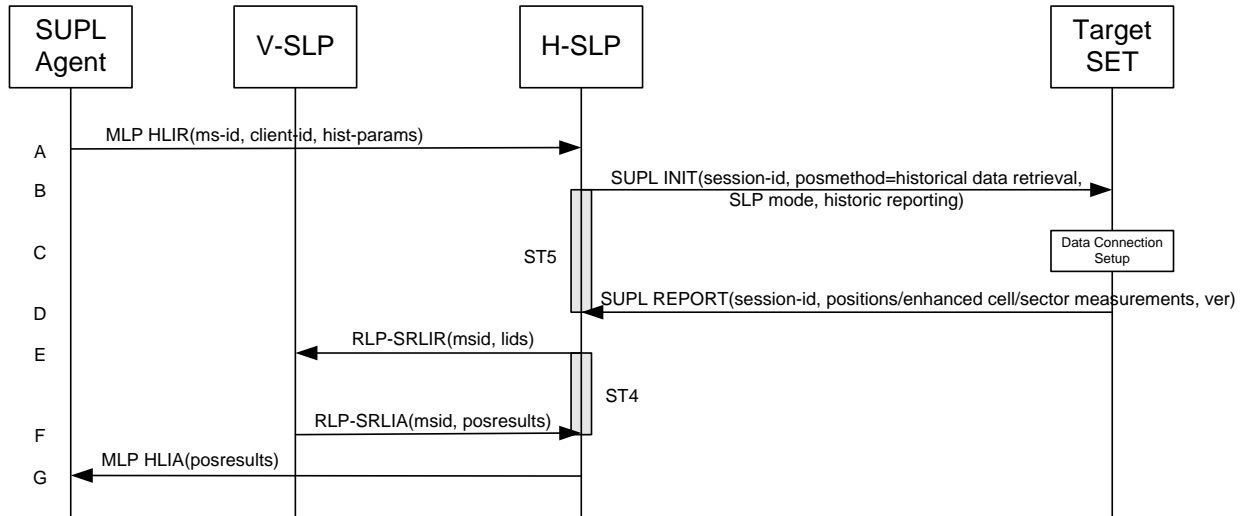 SUPL
Agent
V-SLP
H-SLP
Target
SET
A
MLP HLIR(ms-id, client-id, hist-params)
B
SUPL INIT(session-id, posmethod=historical data retrieval,
SLP mode, historic reporting)
C
ST5
Data Connection
Setup
D
SUPL REPORT(session-id, positions/enhanced cell/sector measurements, ver)
E
RLP-SRLIR(msid, lids)
ST4
F
RLP-SRLIA(msid, posresults)
G
MLP HLIA(posresults)